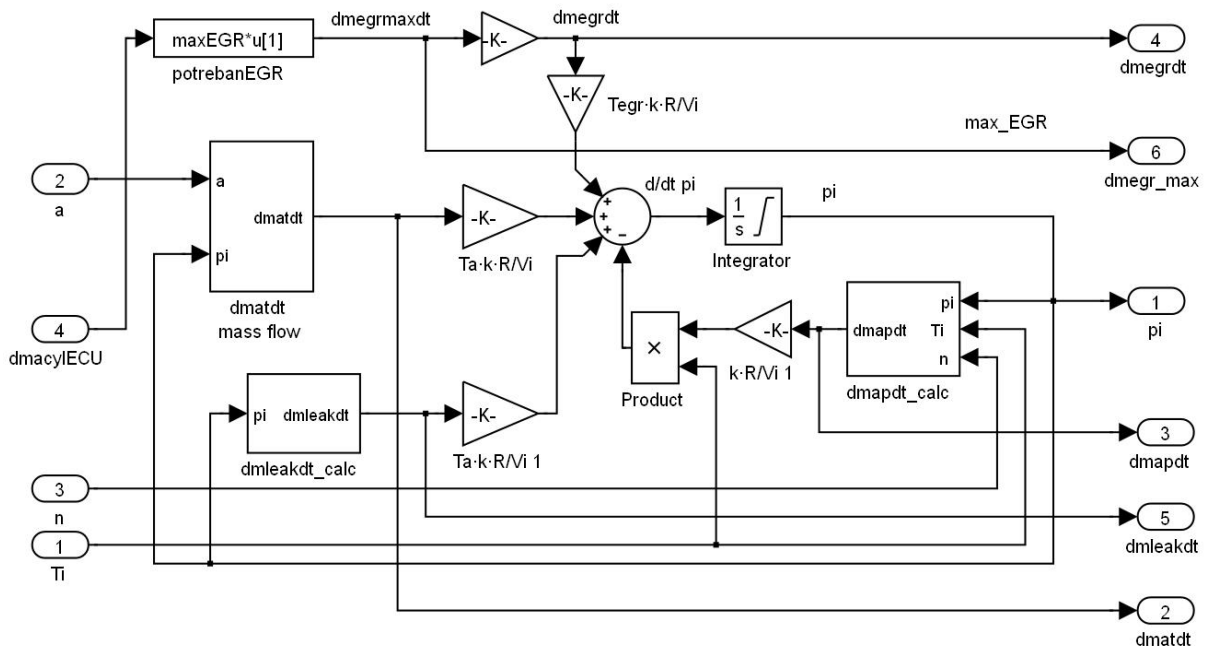 dmegrmaxdt
dmegrdt
maxEGR*u[1]
-K-
4
potrebanEGR
dmegrdt
-K-
Tegr·k·R/Vi
max_EGR
6
dmegr_max
2
a
a
dmatdt
pi
dmatdt
mass flow
-K-
Ta·k·R/Vi
+
+
+
−
d/dt pi
1
s
Integrator
pi
4
dmacylECU
pi
dmleakdt
dmleakdt_calc
-K-
Ta·k·R/Vi 1
×
Product
-K-
k·R/Vi 1
pi
dmapdt
Ti
n
dmapdt_calc
1
pi
3
dmapdt
3
n
5
dmleakdt
1
Ti
2
dmatdt